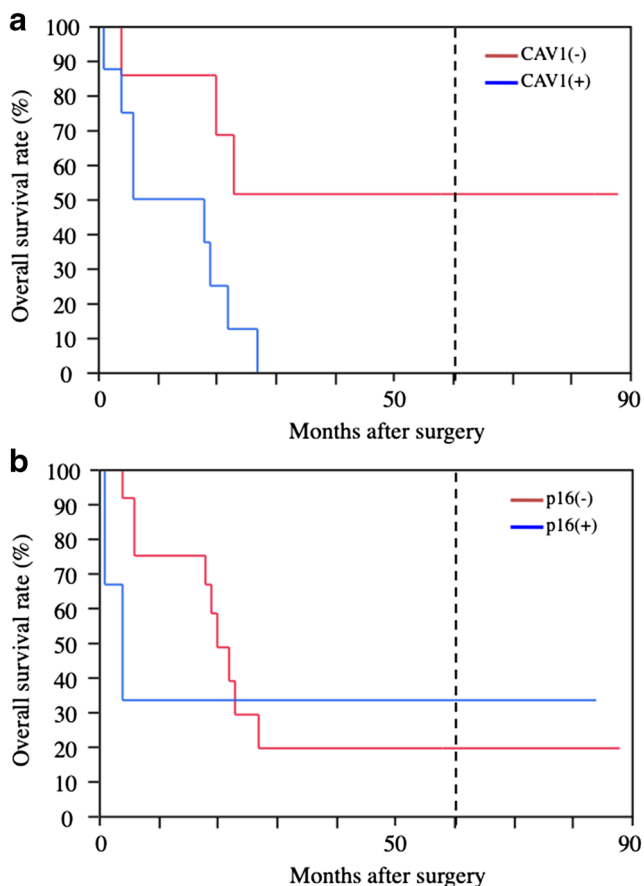 a
100
90
80
70
60
50
40
30
20
10
0
Overall survival rate (%)
CAV1(-)
CAV1(+)
0 50 90
Months after surgery
b
100
90
80
70
60
50
40
30
20
10
0
Overall survival rate (%)
p16(-)
p16(+)
0 50 90
Months after surgery